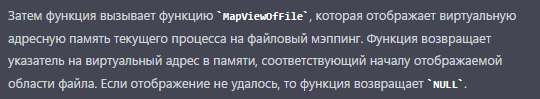 Затем функция вызывает функцию `MapViewOfFile`, которая отображает виртуальную
адресную память текущего процесса на файловый мэппинг. Функция возвращает
указатель на виртуальный адрес в памяти, соответствующий началу отображаемой
области файла. Если отображение не удалось, то функция возвращает `NULL`.